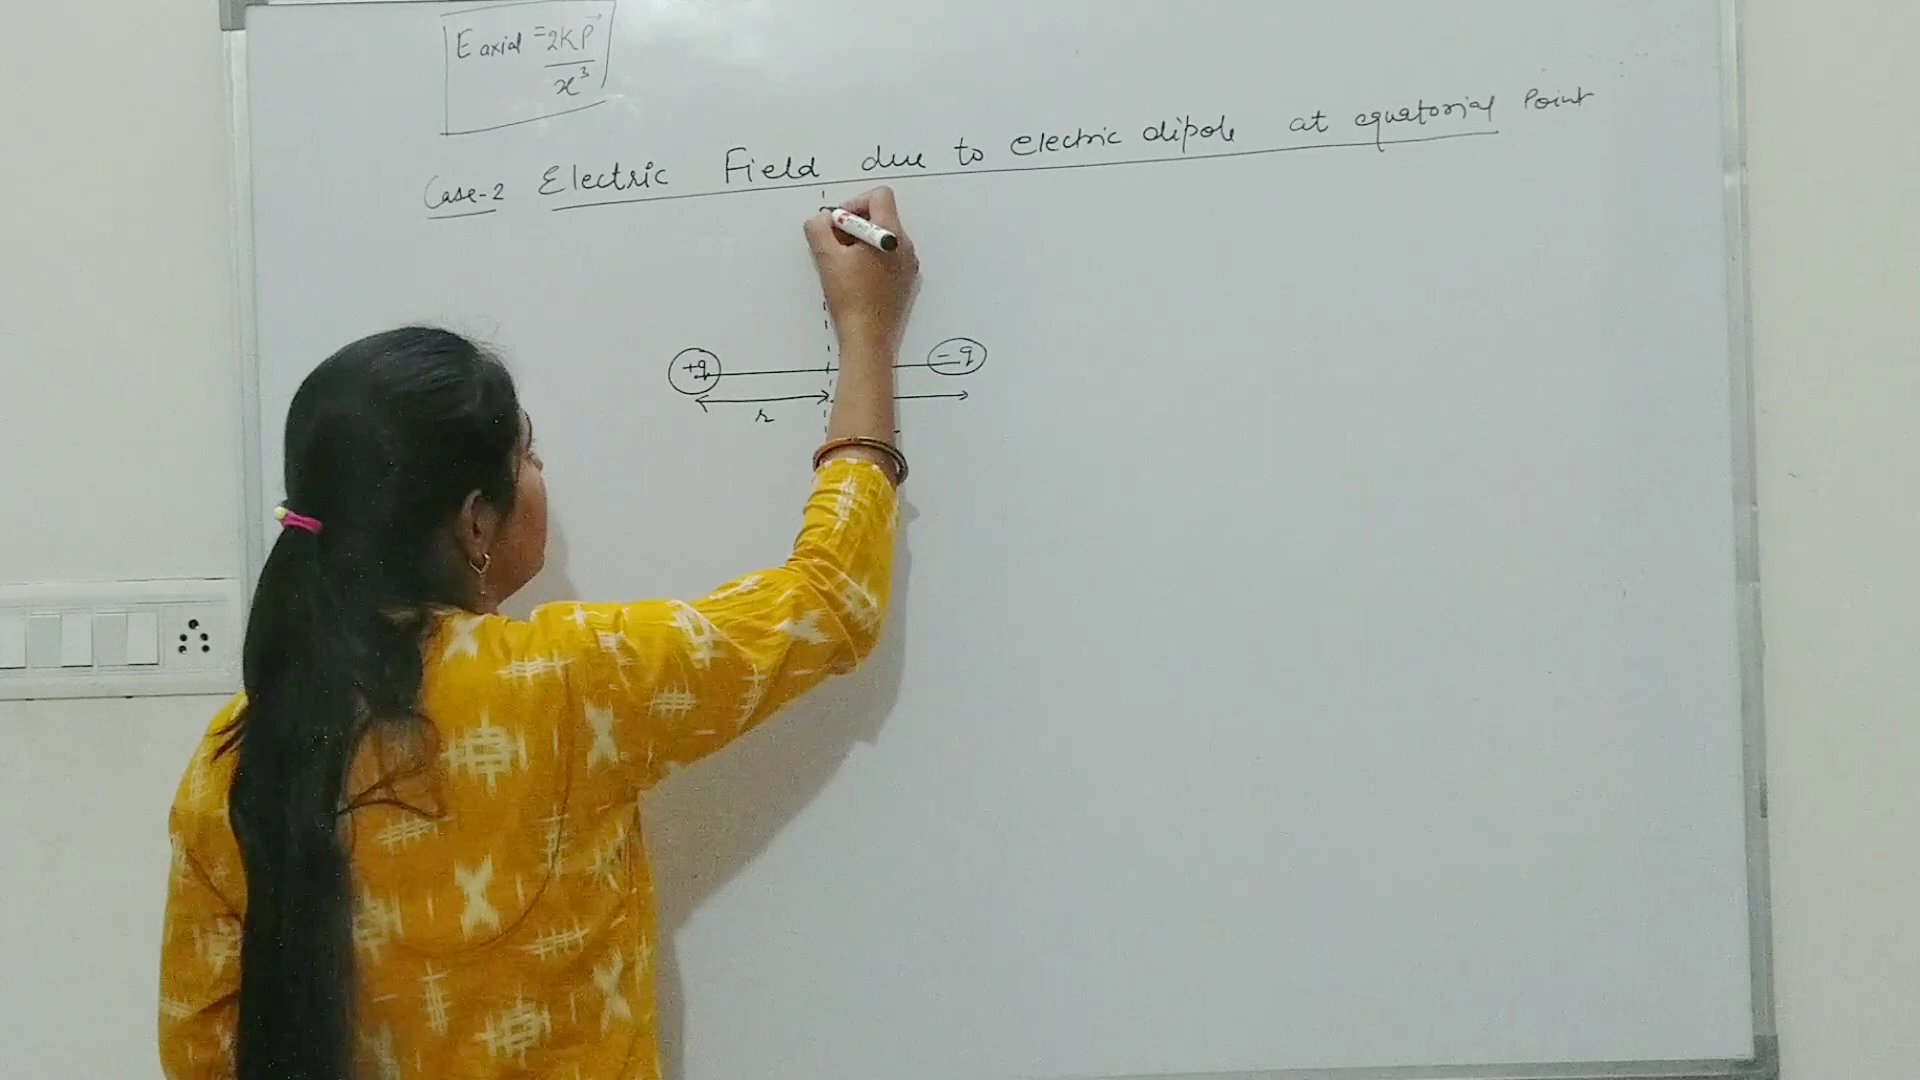 E axial = 2KP⃗
x³
Case-2 Electric Field due to electric dipole at equatorial Point
+q -q
r